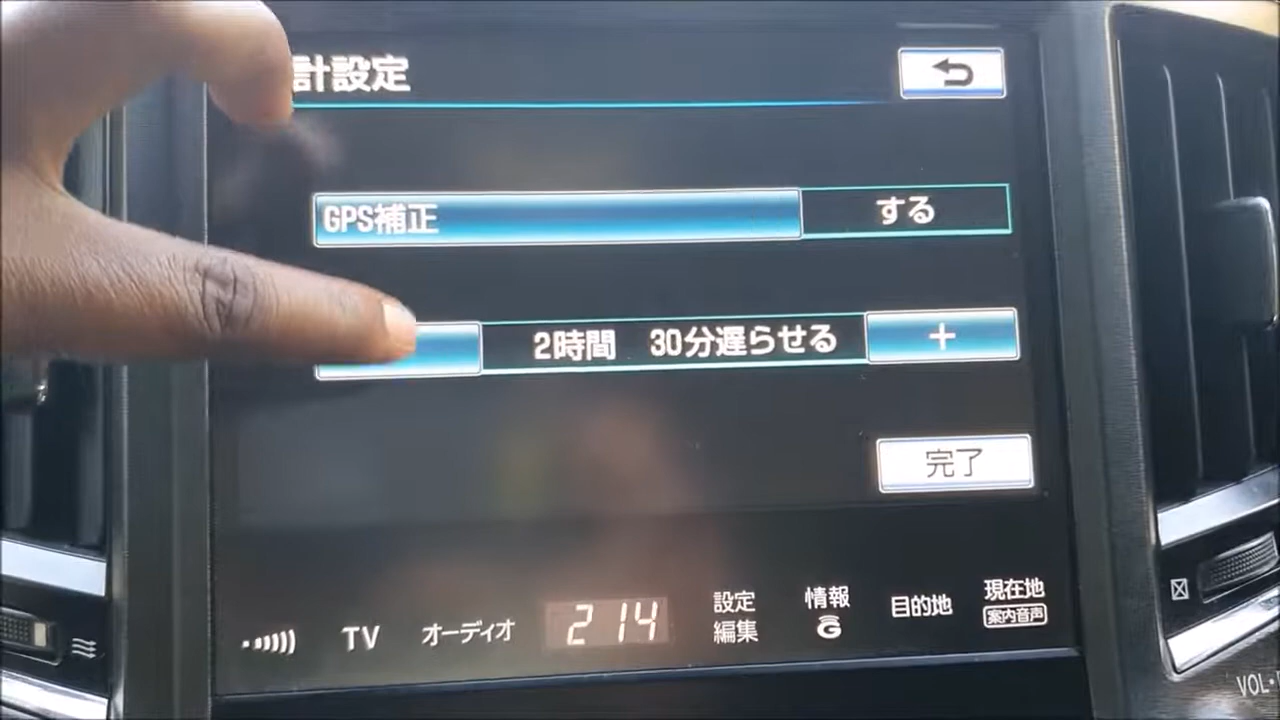 計設定
GPS補正 する
2時間 30分遅らせる +
完了
TV オーディオ 214 設定編集 情報G 目的地 現在地
案内音声
VOL